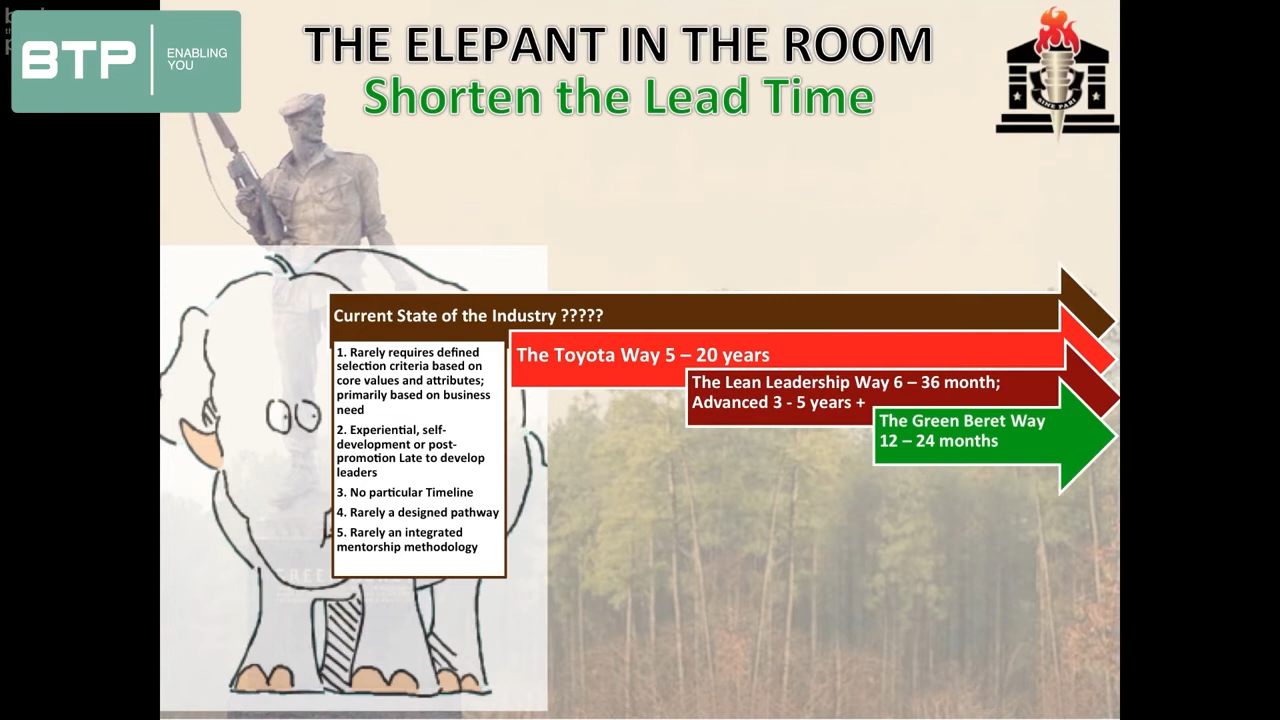 BTP
ENABLING
YOU
THE ELEPANT IN THE ROOM
Shorten the Lead Time
SINE PARI
Current State of the Industry ?????
1. Rarely requires defined
selection criteria based on
core values and attributes;
primarily based on business
need
2. Experiential, self-
development or post-
promotion Late to develop
leaders
3. No particular Timeline
4. Rarely a designed pathway
5. Rarely an integrated
mentorship methodology
The Toyota Way 5 – 20 years
The Lean Leadership Way 6 – 36 month;
Advanced 3 - 5 years +
The Green Beret Way
12 – 24 months